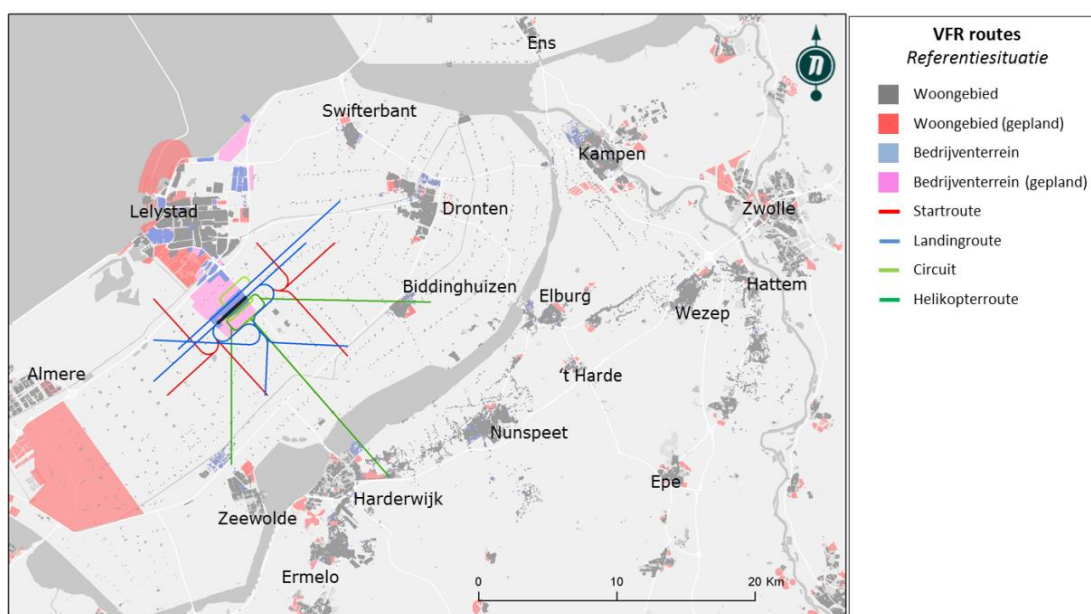 Ens
Swifterbant
Kampen
Lelystad
Dronten
Zwolle
Biddinghuizen
Elburg
Hattem
Wezep
Almere
't Harde
Nunspeet
Epe
Harderwijk
Zeewolde
Ermelo
0 10 20 Km
VFR routes
Referentiesituatie
Woongebied
Woongebied (gepland)
Bedrijventerrein
Bedrijventerrein (gepland)
Startroute
Landingroute
Circuit
Helikopterroute